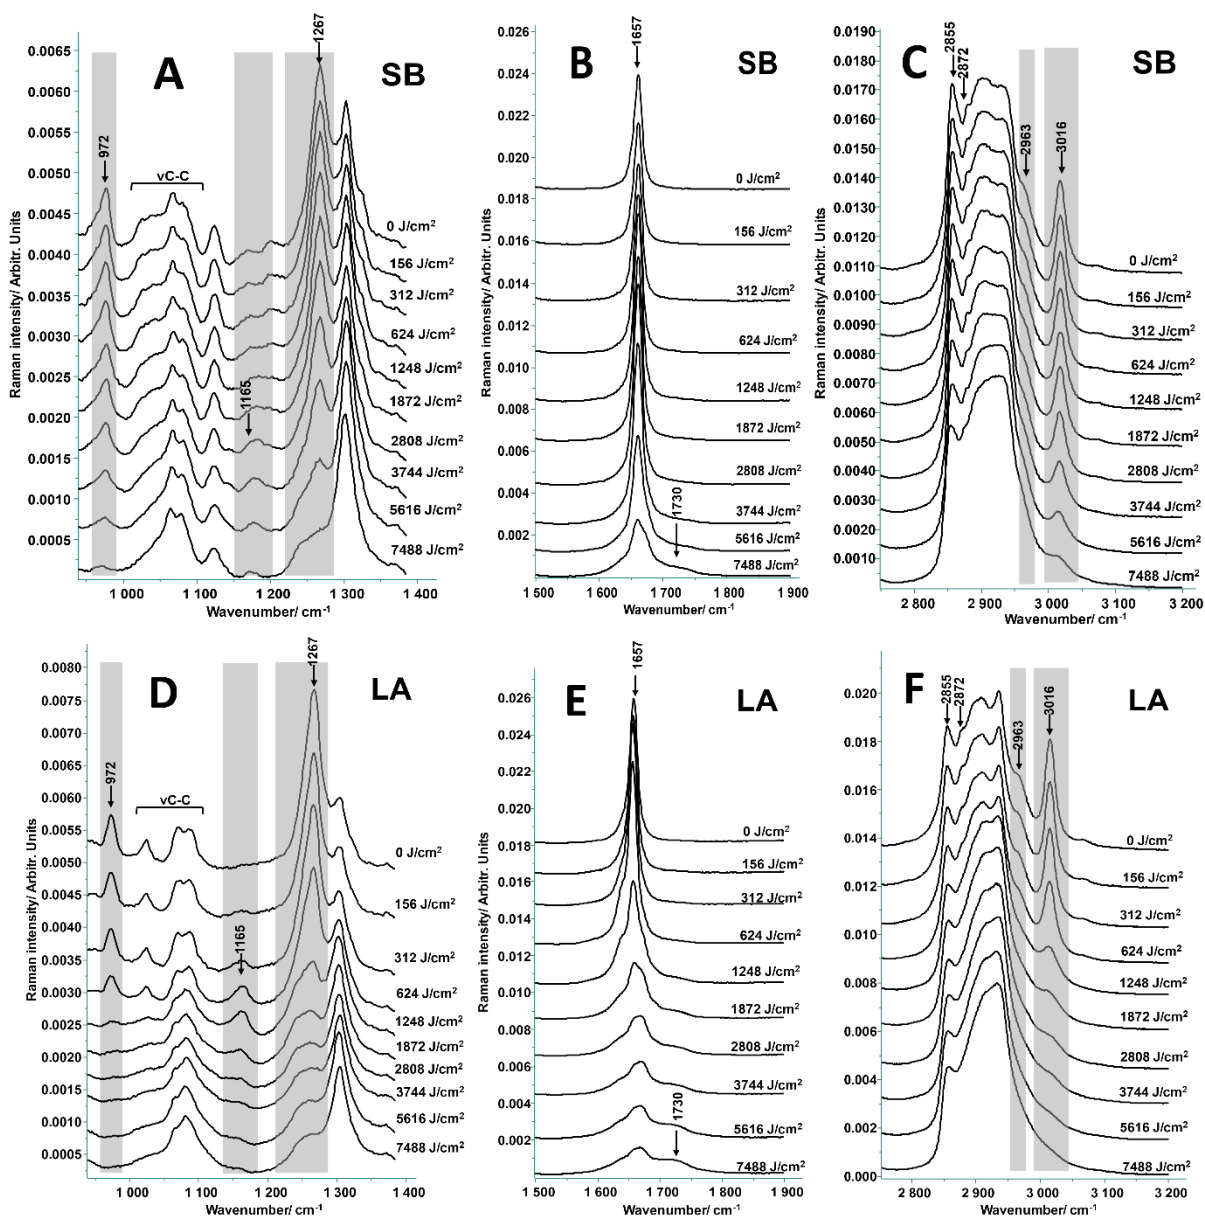 A
SB
Raman intensity/ Arbitr. Units
0.0065
0.0060
0.0055
0.0050
0.0045
0.0040
0.0035
0.0030
0.0025
0.0020
0.0015
0.0010
0.0005
972
νC-C
1165
1267
0 J/cm²
156 J/cm²
312 J/cm²
624 J/cm²
1248 J/cm²
1872 J/cm²
2808 J/cm²
3744 J/cm²
5616 J/cm²
7488 J/cm²
1 000 1 100 1 200 1 300 1 400
Wavenumber/ cm⁻¹
B
SB
Raman intensity/ Arbitr. Units
0.026
0.024
0.022
0.020
0.018
0.016
0.014
0.012
0.010
0.008
0.006
0.004
0.002
1657
1730
0 J/cm²
156 J/cm²
312 J/cm²
624 J/cm²
1248 J/cm²
1872 J/cm²
2808 J/cm²
3744 J/cm²
5616 J/cm²
7488 J/cm²
1 500 1 600 1 700 1 800 1 900
Wavenumber/ cm⁻¹
C
SB
Raman intensity/ Arbitr. Units
0.0190
0.0180
0.0170
0.0160
0.0150
0.0140
0.0130
0.0120
0.0110
0.0100
0.0090
0.0080
0.0070
0.0060
0.0050
0.0040
0.0030
0.0020
0.0010
2855
2872
2963
3016
0 J/cm²
156 J/cm²
312 J/cm²
624 J/cm²
1248 J/cm²
1872 J/cm²
2808 J/cm²
3744 J/cm²
5616 J/cm²
7488 J/cm²
2 800 2 900 3 000 3 100 3 200
Wavenumber/ cm⁻¹
D
LA
Raman intensity/ Arbitr. Units
0.0080
0.0075
0.0070
0.0065
0.0060
0.0055
0.0050
0.0045
0.0040
0.0035
0.0030
0.0025
0.0020
0.0015
0.0010
0.0005
972
νC-C
1165
1267
0 J/cm²
156 J/cm²
312 J/cm²
624 J/cm²
1248 J/cm²
1872 J/cm²
2808 J/cm²
3744 J/cm²
5616 J/cm²
7488 J/cm²
1 000 1 100 1 200 1 300 1 400
Wavenumber/ cm⁻¹
E
LA
Raman intensity/ Arbitr. Units
0.026
0.024
0.022
0.020
0.018
0.016
0.014
0.012
0.010
0.008
0.006
0.004
0.002
1657
1730
0 J/cm²
156 J/cm²
312 J/cm²
624 J/cm²
1248 J/cm²
1872 J/cm²
2808 J/cm²
3744 J/cm²
5616 J/cm²
7488 J/cm²
1 500 1 600 1 700 1 800 1 900
Wavenumber/ cm⁻¹
F
LA
Raman intensity/ Arbitr. Units
0.020
0.018
0.016
0.014
0.012
0.010
0.008
0.006
0.004
0.002
0.000
2855
2872
2963
3016
0 J/cm²
156 J/cm²
312 J/cm²
624 J/cm²
1248 J/cm²
1872 J/cm²
2808 J/cm²
3744 J/cm²
5616 J/cm²
7488 J/cm²
2 800 2 900 3 000 3 100 3 200
Wavenumber/ cm⁻¹